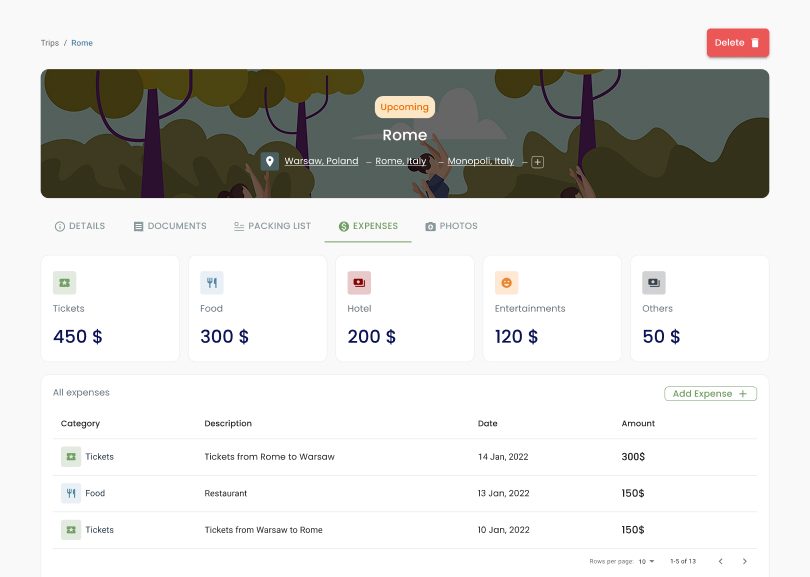 Trips / Rome
Delete
Upcoming
Rome
Warsaw, Poland – Rome, Italy – Monopoli, Italy –
DETAILS DOCUMENTS PACKING LIST EXPENSES PHOTOS
Tickets Food Hotel Entertainments Others
450 $ 300 $ 200 $ 120 $ 50 $
All expenses
Add Expense +
Category Description Date Amount
Tickets Tickets from Rome to Warsaw 14 Jan, 2022 300$
Food Restaurant 13 Jan, 2022 150$
Tickets Tickets from Warsaw to Rome 10 Jan, 2022 150$
Rows per page: 10 1-5 of 13